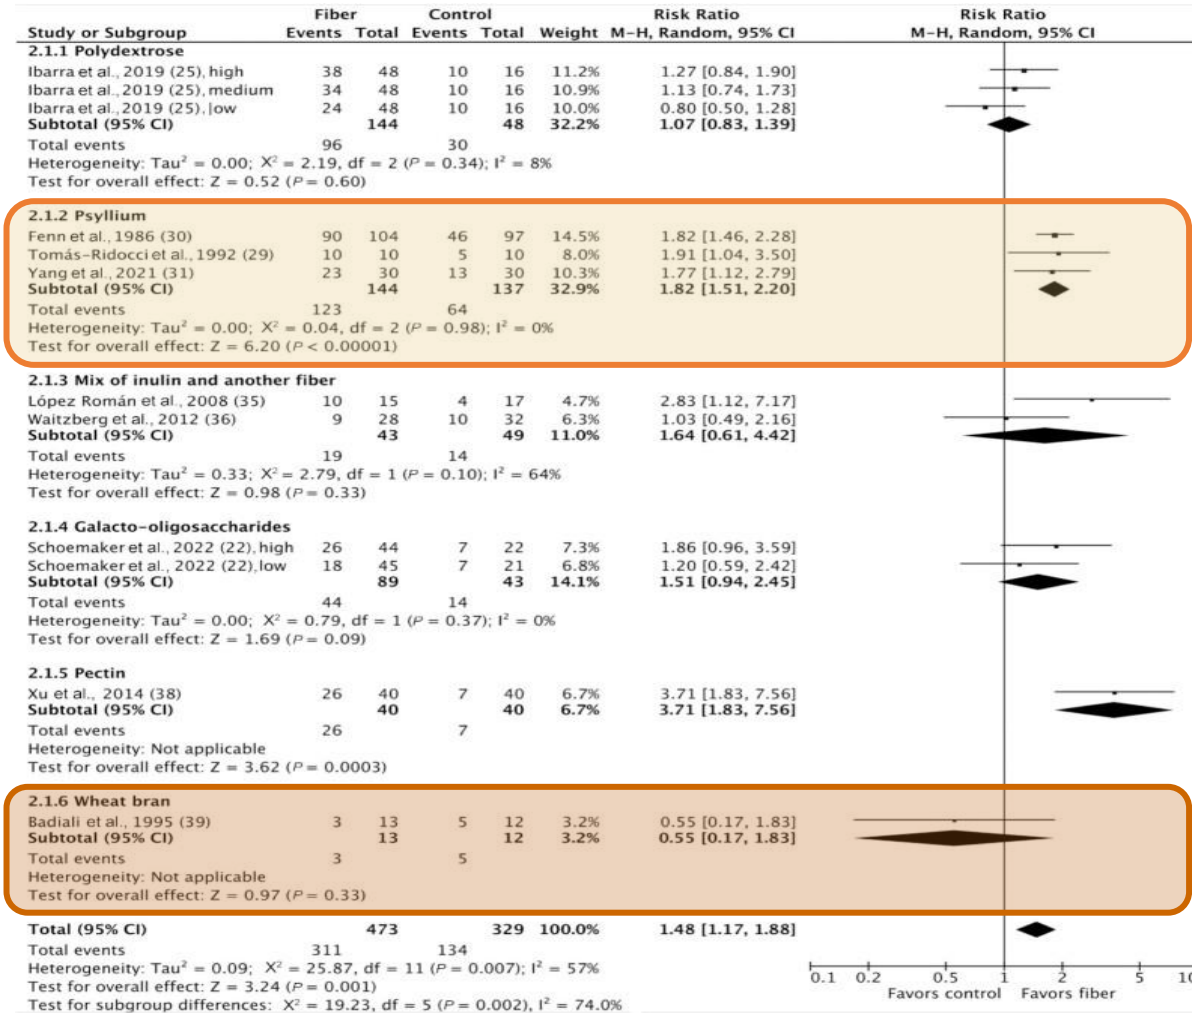 Fiber Control Risk Ratio Risk Ratio
Study or Subgroup Events Total Events Total Weight M-H, Random, 95% CI M-H, Random, 95% CI
2.1.1 Polydextrose
Ibarra et al., 2019 (25), high 38 48 10 16 11.2% 1.27 [0.84, 1.90]
Ibarra et al., 2019 (25), medium 34 48 10 16 10.9% 1.13 [0.74, 1.73]
Ibarra et al., 2019 (25), low 24 48 10 16 10.0% 0.80 [0.50, 1.28]
Subtotal (95% CI) 144 48 32.2% 1.07 [0.83, 1.39]
Total events 96 30
Heterogeneity: Tau² = 0.00; X² = 2.19, df = 2 (P = 0.34); I² = 8%
Test for overall effect: Z = 0.52 (P = 0.60)
2.1.2 Psyllium
Fenn et al., 1986 (30) 90 104 46 97 14.5% 1.82 [1.46, 2.28]
Tomás-Ridocci et al., 1992 (29) 10 10 5 10 8.0% 1.91 [1.04, 3.50]
Yang et al., 2021 (31) 23 30 13 30 10.3% 1.77 [1.12, 2.79]
Subtotal (95% CI) 144 137 32.9% 1.82 [1.51, 2.20]
Total events 123 64
Heterogeneity: Tau² = 0.00; X² = 0.04, df = 2 (P = 0.98); I² = 0%
Test for overall effect: Z = 6.20 (P < 0.00001)
2.1.3 Mix of inulin and another fiber
López Román et al., 2008 (35) 10 15 4 17 4.7% 2.83 [1.12, 7.17]
Waitzberg et al., 2012 (36) 9 28 10 32 6.3% 1.03 [0.49, 2.16]
Subtotal (95% CI) 43 49 11.0% 1.64 [0.61, 4.42]
Total events 19 14
Heterogeneity: Tau² = 0.33; X² = 2.79, df = 1 (P = 0.10); I² = 64%
Test for overall effect: Z = 0.98 (P = 0.33)
2.1.4 Galacto-oligosaccharides
Schoemaker et al., 2022 (22), high 26 44 7 22 7.3% 1.86 [0.96, 3.59]
Schoemaker et al., 2022 (22), low 18 45 7 21 6.8% 1.20 [0.59, 2.42]
Subtotal (95% CI) 89 43 14.1% 1.51 [0.94, 2.45]
Total events 44 14
Heterogeneity: Tau² = 0.00; X² = 0.79, df = 1 (P = 0.37); I² = 0%
Test for overall effect: Z = 1.69 (P = 0.09)
2.1.5 Pectin
Xu et al., 2014 (38) 26 40 7 40 6.7% 3.71 [1.83, 7.56]
Subtotal (95% CI) 40 40 6.7% 3.71 [1.83, 7.56]
Total events 26 7
Heterogeneity: Not applicable
Test for overall effect: Z = 3.62 (P = 0.0003)
2.1.6 Wheat bran
Badiali et al., 1995 (39) 3 13 5 12 3.2% 0.55 [0.17, 1.83]
Subtotal (95% CI) 13 12 3.2% 0.55 [0.17, 1.83]
Total events 3 5
Heterogeneity: Not applicable
Test for overall effect: Z = 0.97 (P = 0.33)
Total (95% CI) 473 329 100.0% 1.48 [1.17, 1.88]
Total events 311 134
Heterogeneity: Tau² = 0.09; X² = 25.87, df = 11 (P = 0.007); I² = 57%
Test for overall effect: Z = 3.24 (P = 0.001)
Test for subgroup differences: X² = 19.23, df = 5 (P = 0.002), I² = 74.0%
0.1 0.2 0.5 1 2 5 10
Favors control Favors fiber